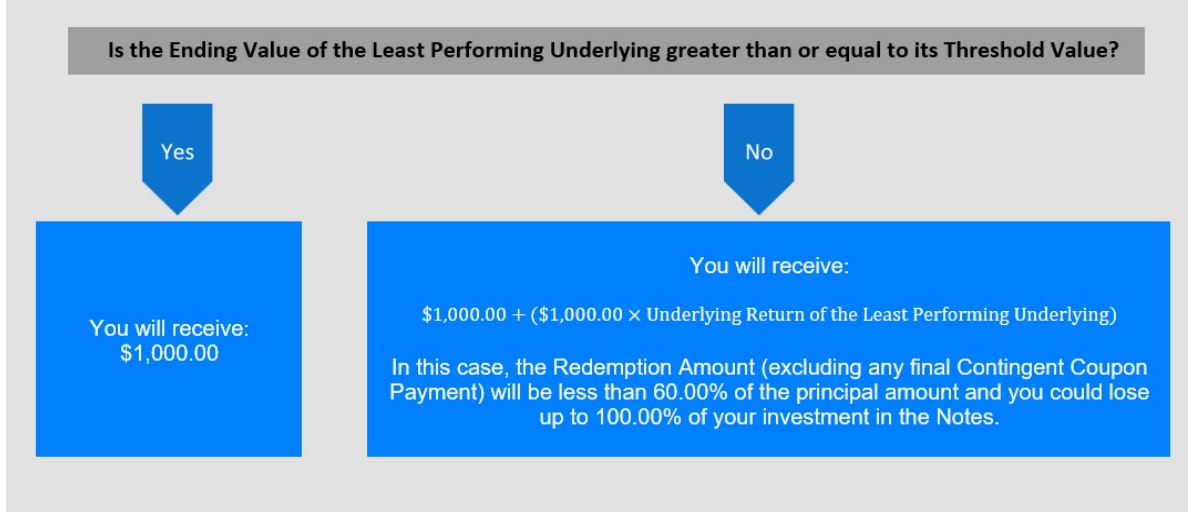 Is the Ending Value of the Least Performing Underlying greater than or equal to its Threshold Value?
Yes
No
You will receive:
$1,000.00
You will receive:
$1,000.00 + ($1,000.00 × Underlying Return of the Least Performing Underlying)
In this case, the Redemption Amount (excluding any final Contingent Coupon
Payment) will be less than 60.00% of the principal amount and you could lose
up to 100.00% of your investment in the Notes.